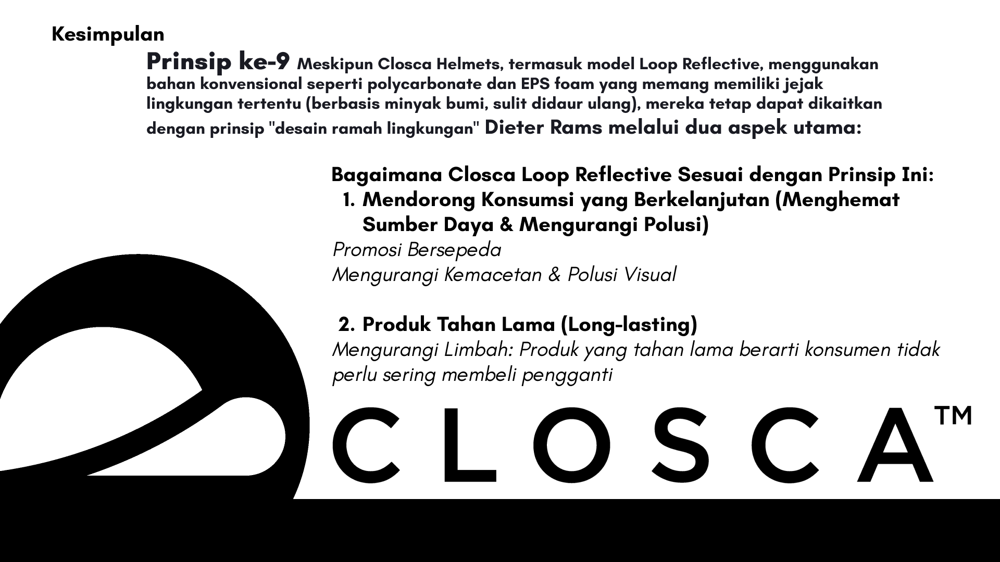 Kesimpulan
Prinsip ke-9 Meskipun Closca Helmets, termasuk model Loop Reflective, menggunakan
bahan konvensional seperti polycarbonate dan EPS foam yang memang memiliki jejak
lingkungan tertentu (berbasis minyak bumi, sulit didaur ulang), mereka tetap dapat dikaitkan
dengan prinsip "desain ramah lingkungan" Dieter Rams melalui dua aspek utama:
Bagaimana Closca Loop Reflective Sesuai dengan Prinsip Ini:
1. Mendorong Konsumsi yang Berkelanjutan (Menghemat
Sumber Daya & Mengurangi Polusi)
Promosi Bersepeda
Mengurangi Kemacetan & Polusi Visual
2. Produk Tahan Lama (Long-lasting)
Mengurangi Limbah: Produk yang tahan lama berarti konsumen tidak
perlu sering membeli pengganti
CLOSCA™